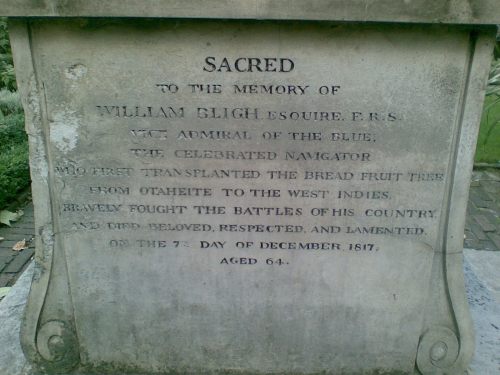 SACRED
TO THE MEMORY OF
WILLIAM BLIGH ESQUIRE, F.R.S.
VICE ADMIRAL OF THE BLUE,
THE CELEBRATED NAVIGATOR
WHO FIRST TRANSPLANTED THE BREAD FRUIT TREE
FROM OTAHEITE TO THE WEST INDIES,
BRAVELY FOUGHT THE BATTLES OF HIS COUNTRY,
AND DIED BELOVED, RESPECTED, AND LAMENTED,
ON THE 7TH DAY OF DECEMBER, 1817,
AGED 64.